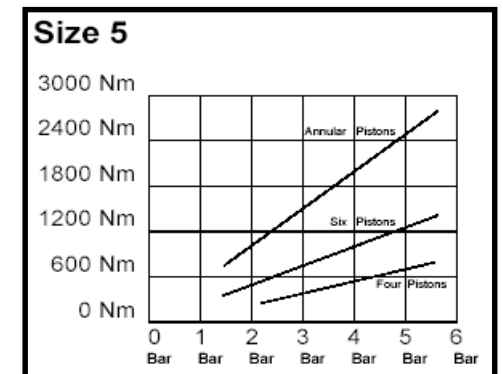 Size 5
3000 Nm
2400 Nm
Annular Pistons
1800 Nm
1200 Nm
Six Pistons
600 Nm
Four Pistons
0 Nm
0 1 2 3 4 5 6
Bar Bar Bar Bar Bar Bar Bar